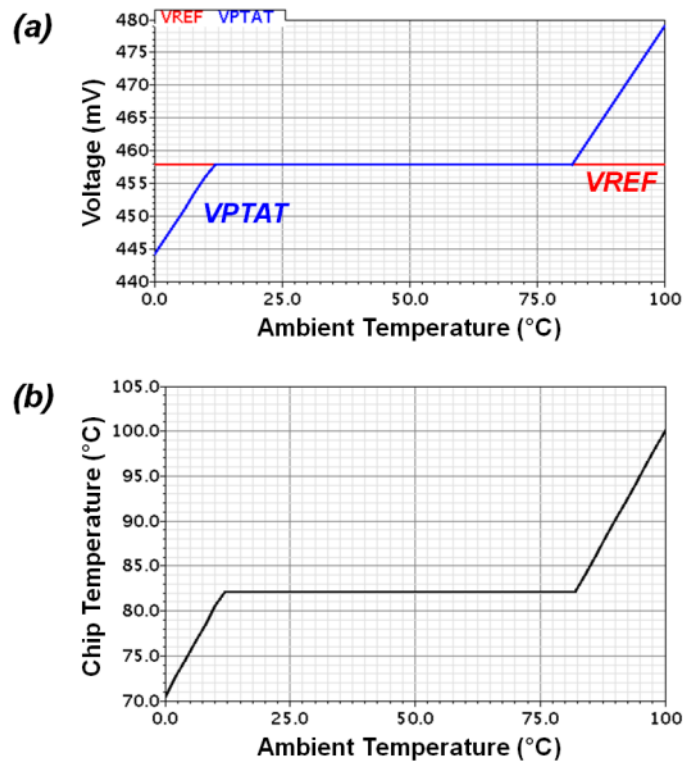 (a)
VREF VPTAT
480
475
470
465
460
455
450
445
440
Voltage (mV)
VREF
VPTAT
0.0 25.0 50.0 75.0 100
Ambient Temperature (°C)
(b)
105.0
100.0
95.0
90.0
85.0
80.0
75.0
70.0
Chip Temperature (°C)
0.0 25.0 50.0 75.0 100
Ambient Temperature (°C)